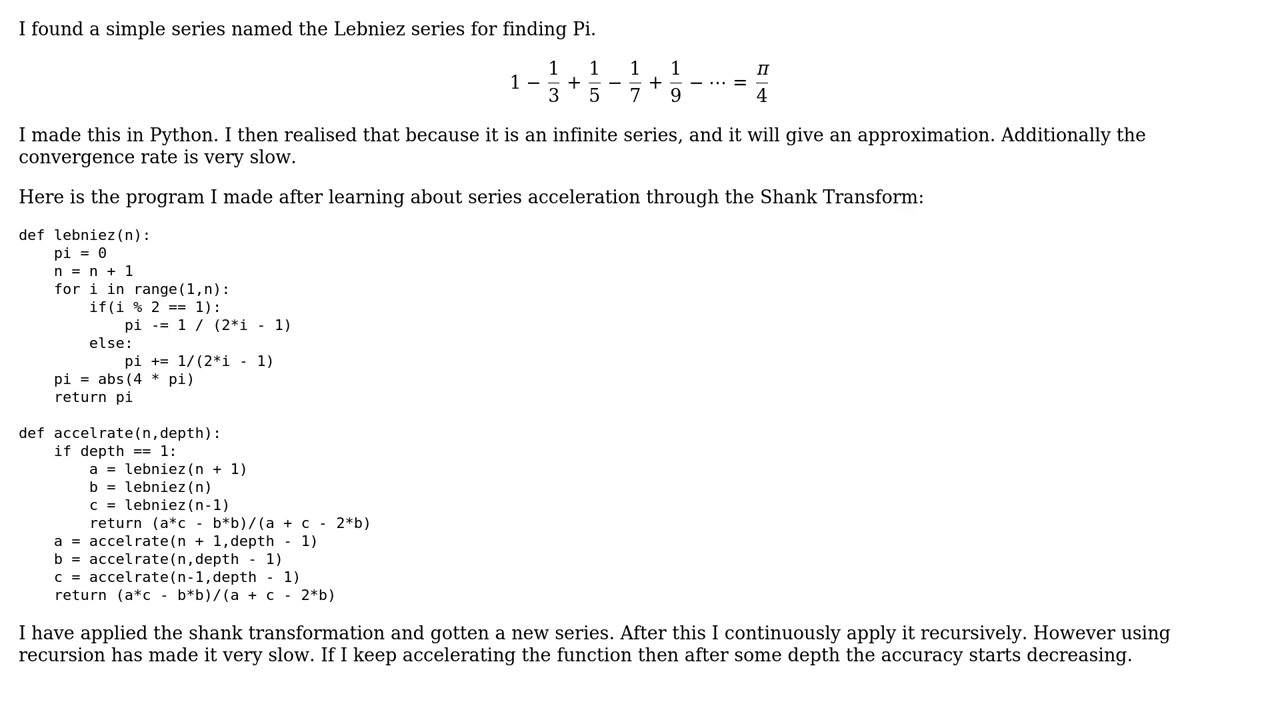 I found a simple series named the Lebniez series for finding Pi.
1 − 1/3 + 1/5 − 1/7 + 1/9 − ⋯ = π/4
I made this in Python. I then realised that because it is an infinite series, and it will give an approximation. Additionally the
convergence rate is very slow.
Here is the program I made after learning about series acceleration through the Shank Transform:
def lebniez(n):
    pi = 0
    n = n + 1
    for i in range(1,n):
        if(i % 2 == 1):
            pi -= 1 / (2*i - 1)
        else:
            pi += 1/(2*i - 1)
    pi = abs(4 * pi)
    return pi
def accelrate(n,depth):
    if depth == 1:
        a = lebniez(n + 1)
        b = lebniez(n)
        c = lebniez(n-1)
        return (a*c - b*b)/(a + c - 2*b)
    a = accelrate(n + 1,depth - 1)
    b = accelrate(n,depth - 1)
    c = accelrate(n-1,depth - 1)
    return (a*c - b*b)/(a + c - 2*b)
I have applied the shank transformation and gotten a new series. After this I continuously apply it recursively. However using
recursion has made it very slow. If I keep accelerating the function then after some depth the accuracy starts decreasing.